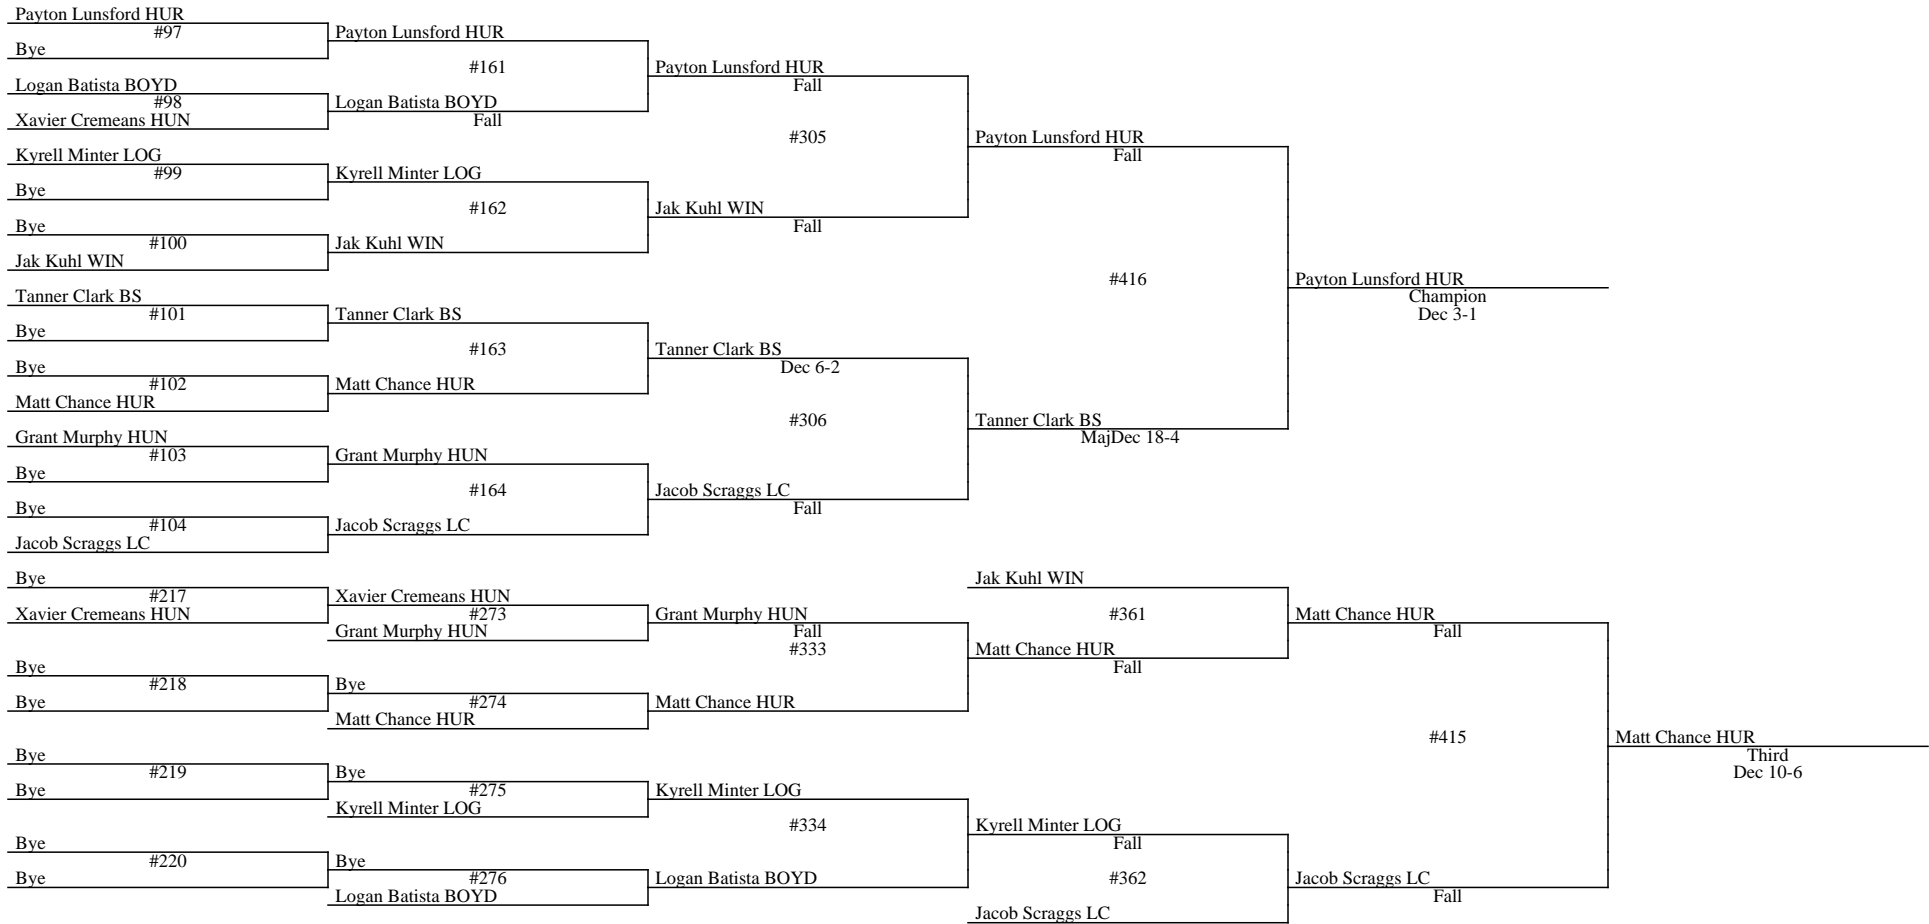 Payton Lunsford HUR
#97
Bye
Payton Lunsford HUR
#161
Logan Batista BOYD
#98
Xavier Cremeans HUN
Logan Batista BOYD
Fall
Payton Lunsford HUR
Fall
#305
Kyrell Minter LOG
#99
Bye
Kyrell Minter LOG
#162
Bye
#100
Jak Kuhl WIN
Jak Kuhl WIN
Jak Kuhl WIN
Fall
Payton Lunsford HUR
Fall
#416
Payton Lunsford HUR
Champion
Dec 3-1
Tanner Clark BS
#101
Bye
Tanner Clark BS
#163
Bye
#102
Matt Chance HUR
Matt Chance HUR
Tanner Clark BS
Dec 6-2
#306
Tanner Clark BS
MajDec 18-4
Grant Murphy HUN
#103
Bye
Grant Murphy HUN
#164
Bye
#104
Jacob Scraggs LC
Jacob Scraggs LC
Jacob Scraggs LC
Fall
Bye
#217
Xavier Cremeans HUN
Xavier Cremeans HUN
#273
Grant Murphy HUN
Grant Murphy HUN
Fall
#333
Bye
#218
Bye
Bye
#274
Matt Chance HUR
Matt Chance HUR
Jak Kuhl WIN
#361
Matt Chance HUR
Fall
Matt Chance HUR
Fall
#415
Matt Chance HUR
Third
Dec 10-6
Bye
#219
Bye
Bye
#275
Kyrell Minter LOG
Kyrell Minter LOG
#334
Bye
#220
Bye
Bye
#276
Logan Batista BOYD
Logan Batista BOYD
Kyrell Minter LOG
Fall
#362
Jacob Scraggs LC
Jacob Scraggs LC
Fall